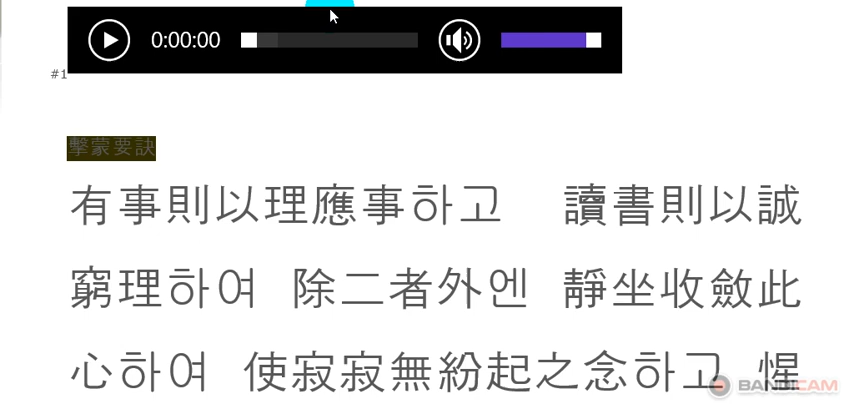 0:00:00
#1
擊蒙要訣
有事則以理應事하고 讀書則以誠
窮理하여 除二者外엔 靜坐收斂此
心하여 使寂寂無紛起之念하고 惺
BANDICAM